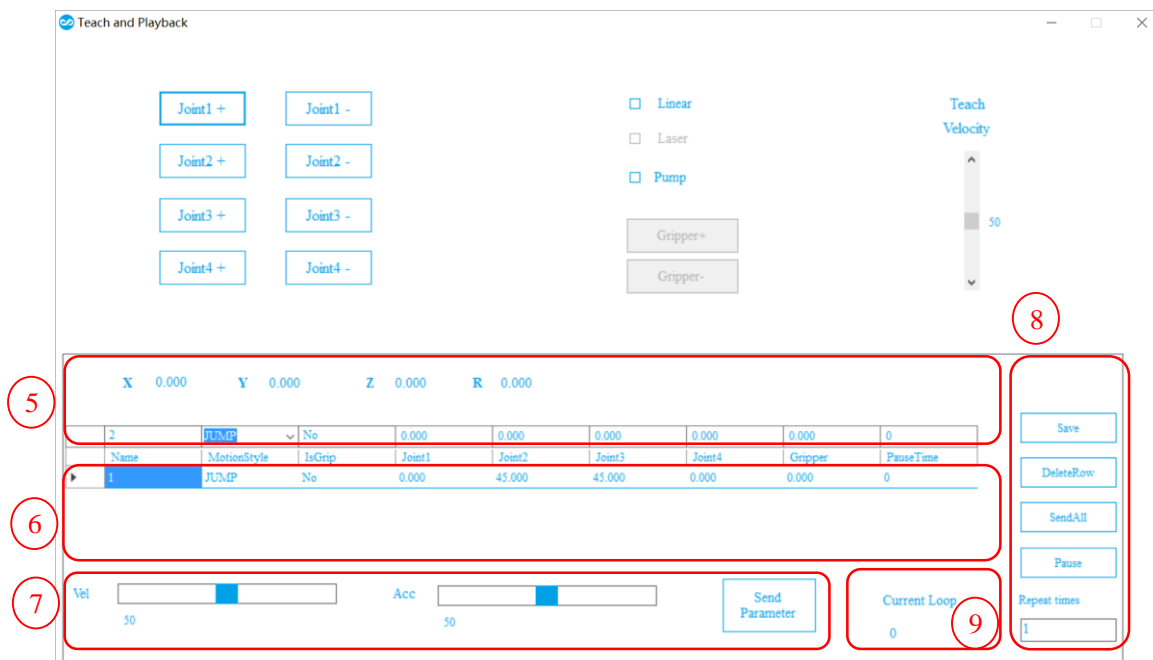 Teach and Playback
Joint1 + Joint1 - Linear Teach
Velocity
Laser
Joint2 + Joint2 - Pump
Joint3 + Joint3 - 50
Gripper+
Joint4 + Joint4 - Gripper-
8
X 0.000 Y 0.000 Z 0.000 R 0.000
5
2 JUMP No 0.000 0.000 0.000 0.000 0.000 0
Name MotionStyle IsGrip Joint1 Joint2 Joint3 Joint4 Gripper PauseTime
1 JUMP No 0.000 45.000 45.000 0.000 0.000 0
6
Save
DeleteRow
SendAll
Pause
Repeat times
1
7
Vel Acc Send
Parameter
50 50
Current Loop
0
9